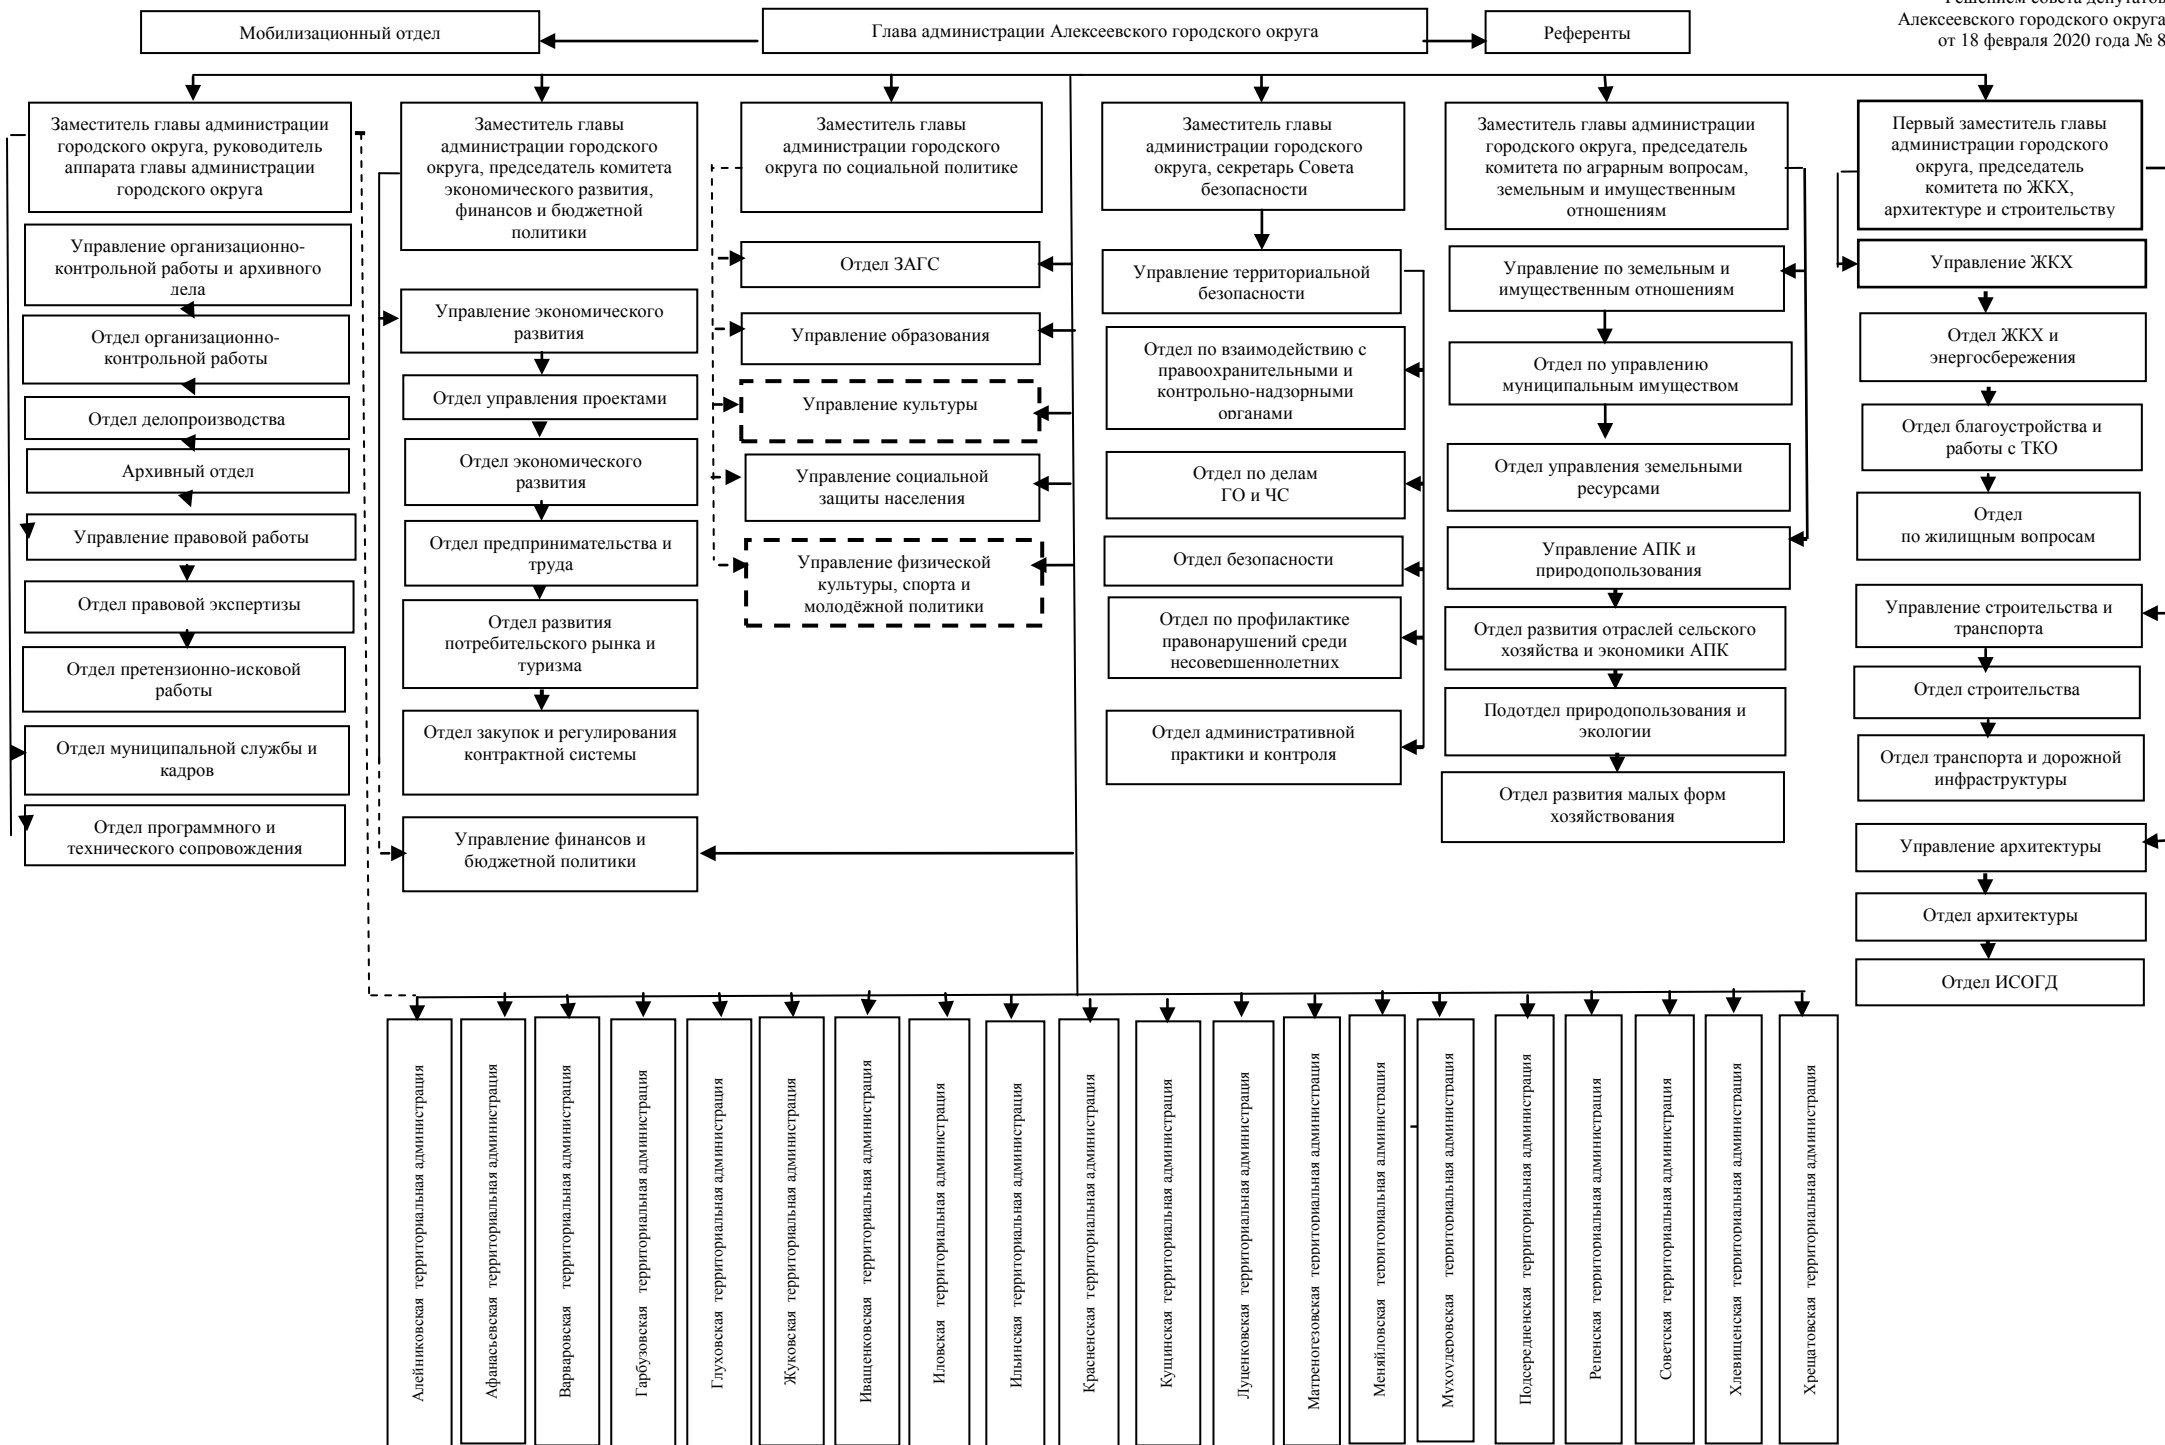 Решением совета депутатов
Алексеевского городского округа
от 18 февраля 2020 года № 8
Мобилизационный отдел
Глава администрации Алексеевского городского округа
Референты
Заместитель главы администрации
городского округа, руководитель
аппарата главы администрации
городского округа
Управление организационно-
контрольной работы и архивного
дела
Отдел организационно-
контрольной работы
Отдел делопроизводства
Архивный отдел
Управление правовой работы
Отдел правовой экспертизы
Отдел претензионно-исковой
работы
Отдел муниципальной службы и
кадров
Отдел программного и
технического сопровождения
Заместитель главы
администрации городского
округа, председатель комитета
экономического развития,
финансов и бюджетной
политики
Управление экономического
развития
Отдел управления проектами
Отдел экономического
развития
Отдел предпринимательства и
труда
Отдел развития
потребительского рынка и
туризма
Отдел закупок и регулирования
контрактной системы
Управление финансов и
бюджетной политики
Заместитель главы
администрации городского
округа по социальной политике
Отдел ЗАГС
Управление образования
Управление культуры
Управление социальной
защиты населения
Управление физической
культуры, спорта и
молодёжной политики
Заместитель главы
администрации городского
округа, секретарь Совета
безопасности
Управление территориальной
безопасности
Отдел по взаимодействию с
правоохранительными и
контрольно-надзорными
органами
Отдел по делам
ГО и ЧС
Отдел безопасности
Отдел по профилактике
правонарушений среди
несовершеннолетних
Отдел административной
практики и контроля
Заместитель главы администрации
городского округа, председатель
комитета по аграрным вопросам,
земельным и имущественным
отношениям
Управление по земельным и
имущественным отношениям
Отдел по управлению
муниципальным имуществом
Отдел управления земельными
ресурсами
Управление АПК и
природопользования
Отдел развития отраслей сельского
хозяйства и экономики АПК
Подотдел природопользования и
экологии
Отдел развития малых форм
хозяйствования
Первый заместитель главы
администрации городского
округа, председатель
комитета по ЖКХ,
архитектуре и строительству
Управление ЖКХ
Отдел ЖКХ и
энергосбережения
Отдел благоустройства и
работы с ТКО
Отдел
по жилищным вопросам
Управление строительства и
транспорта
Отдел строительства
Отдел транспорта и дорожной
инфраструктуры
Управление архитектуры
Отдел архитектуры
Отдел ИСОГД
Алейниковская территориальная администрация
Афанасьевская территориальная администрация
Варваровская территориальная администрация
Гарбузовская территориальная администрация
Глуховская территориальная администрация
Жуковская территориальная администрация
Иващенковская территориальная администрация
Иловская территориальная администрация
Ильинская территориальная администрация
Красненская территориальная администрация
Кущинская территориальная администрация
Луценковская территориальная администрация
Матреногезовская территориальная администрация
Меняйловская территориальная администрация
Мухоудеровская территориальная администрация
Подсередненская территориальная администрация
Репенская территориальная администрация
Советская территориальная администрация
Хлевищенская территориальная администрация
Хрещатовская территориальная администрация